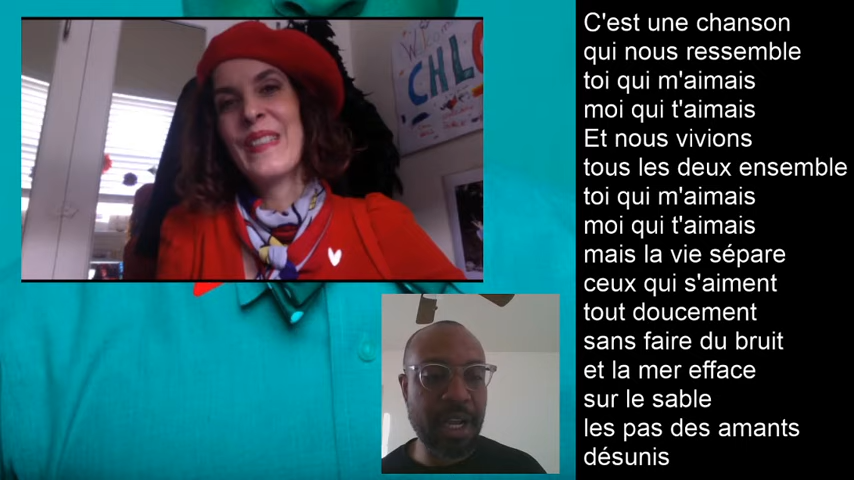 Welcome
CHLO
C'est une chanson
qui nous ressemble
toi qui m'aimais
moi qui t'aimais
Et nous vivions
tous les deux ensemble
toi qui m'aimais
moi qui t'aimais
mais la vie sépare
ceux qui s'aiment
tout doucement
sans faire du bruit
et la mer efface
sur le sable
les pas des amants
désunis